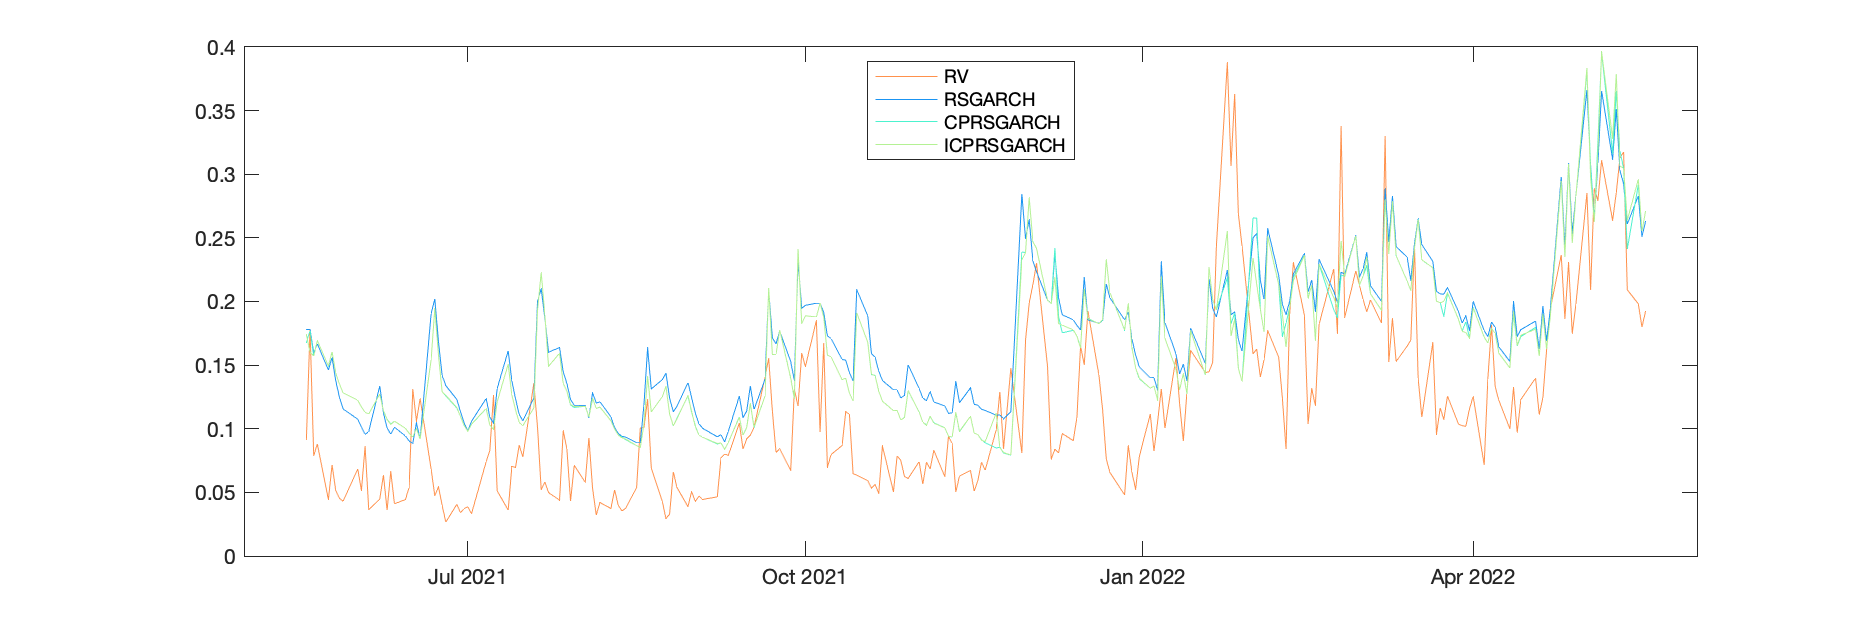 0.4
0.35
0.3
0.25
0.2
0.15
0.1
0.05
0
RV
RSGARCH
CPRSGARCH
ICPRSGARCH
Jul 2021
Oct 2021
Jan 2022
Apr 2022